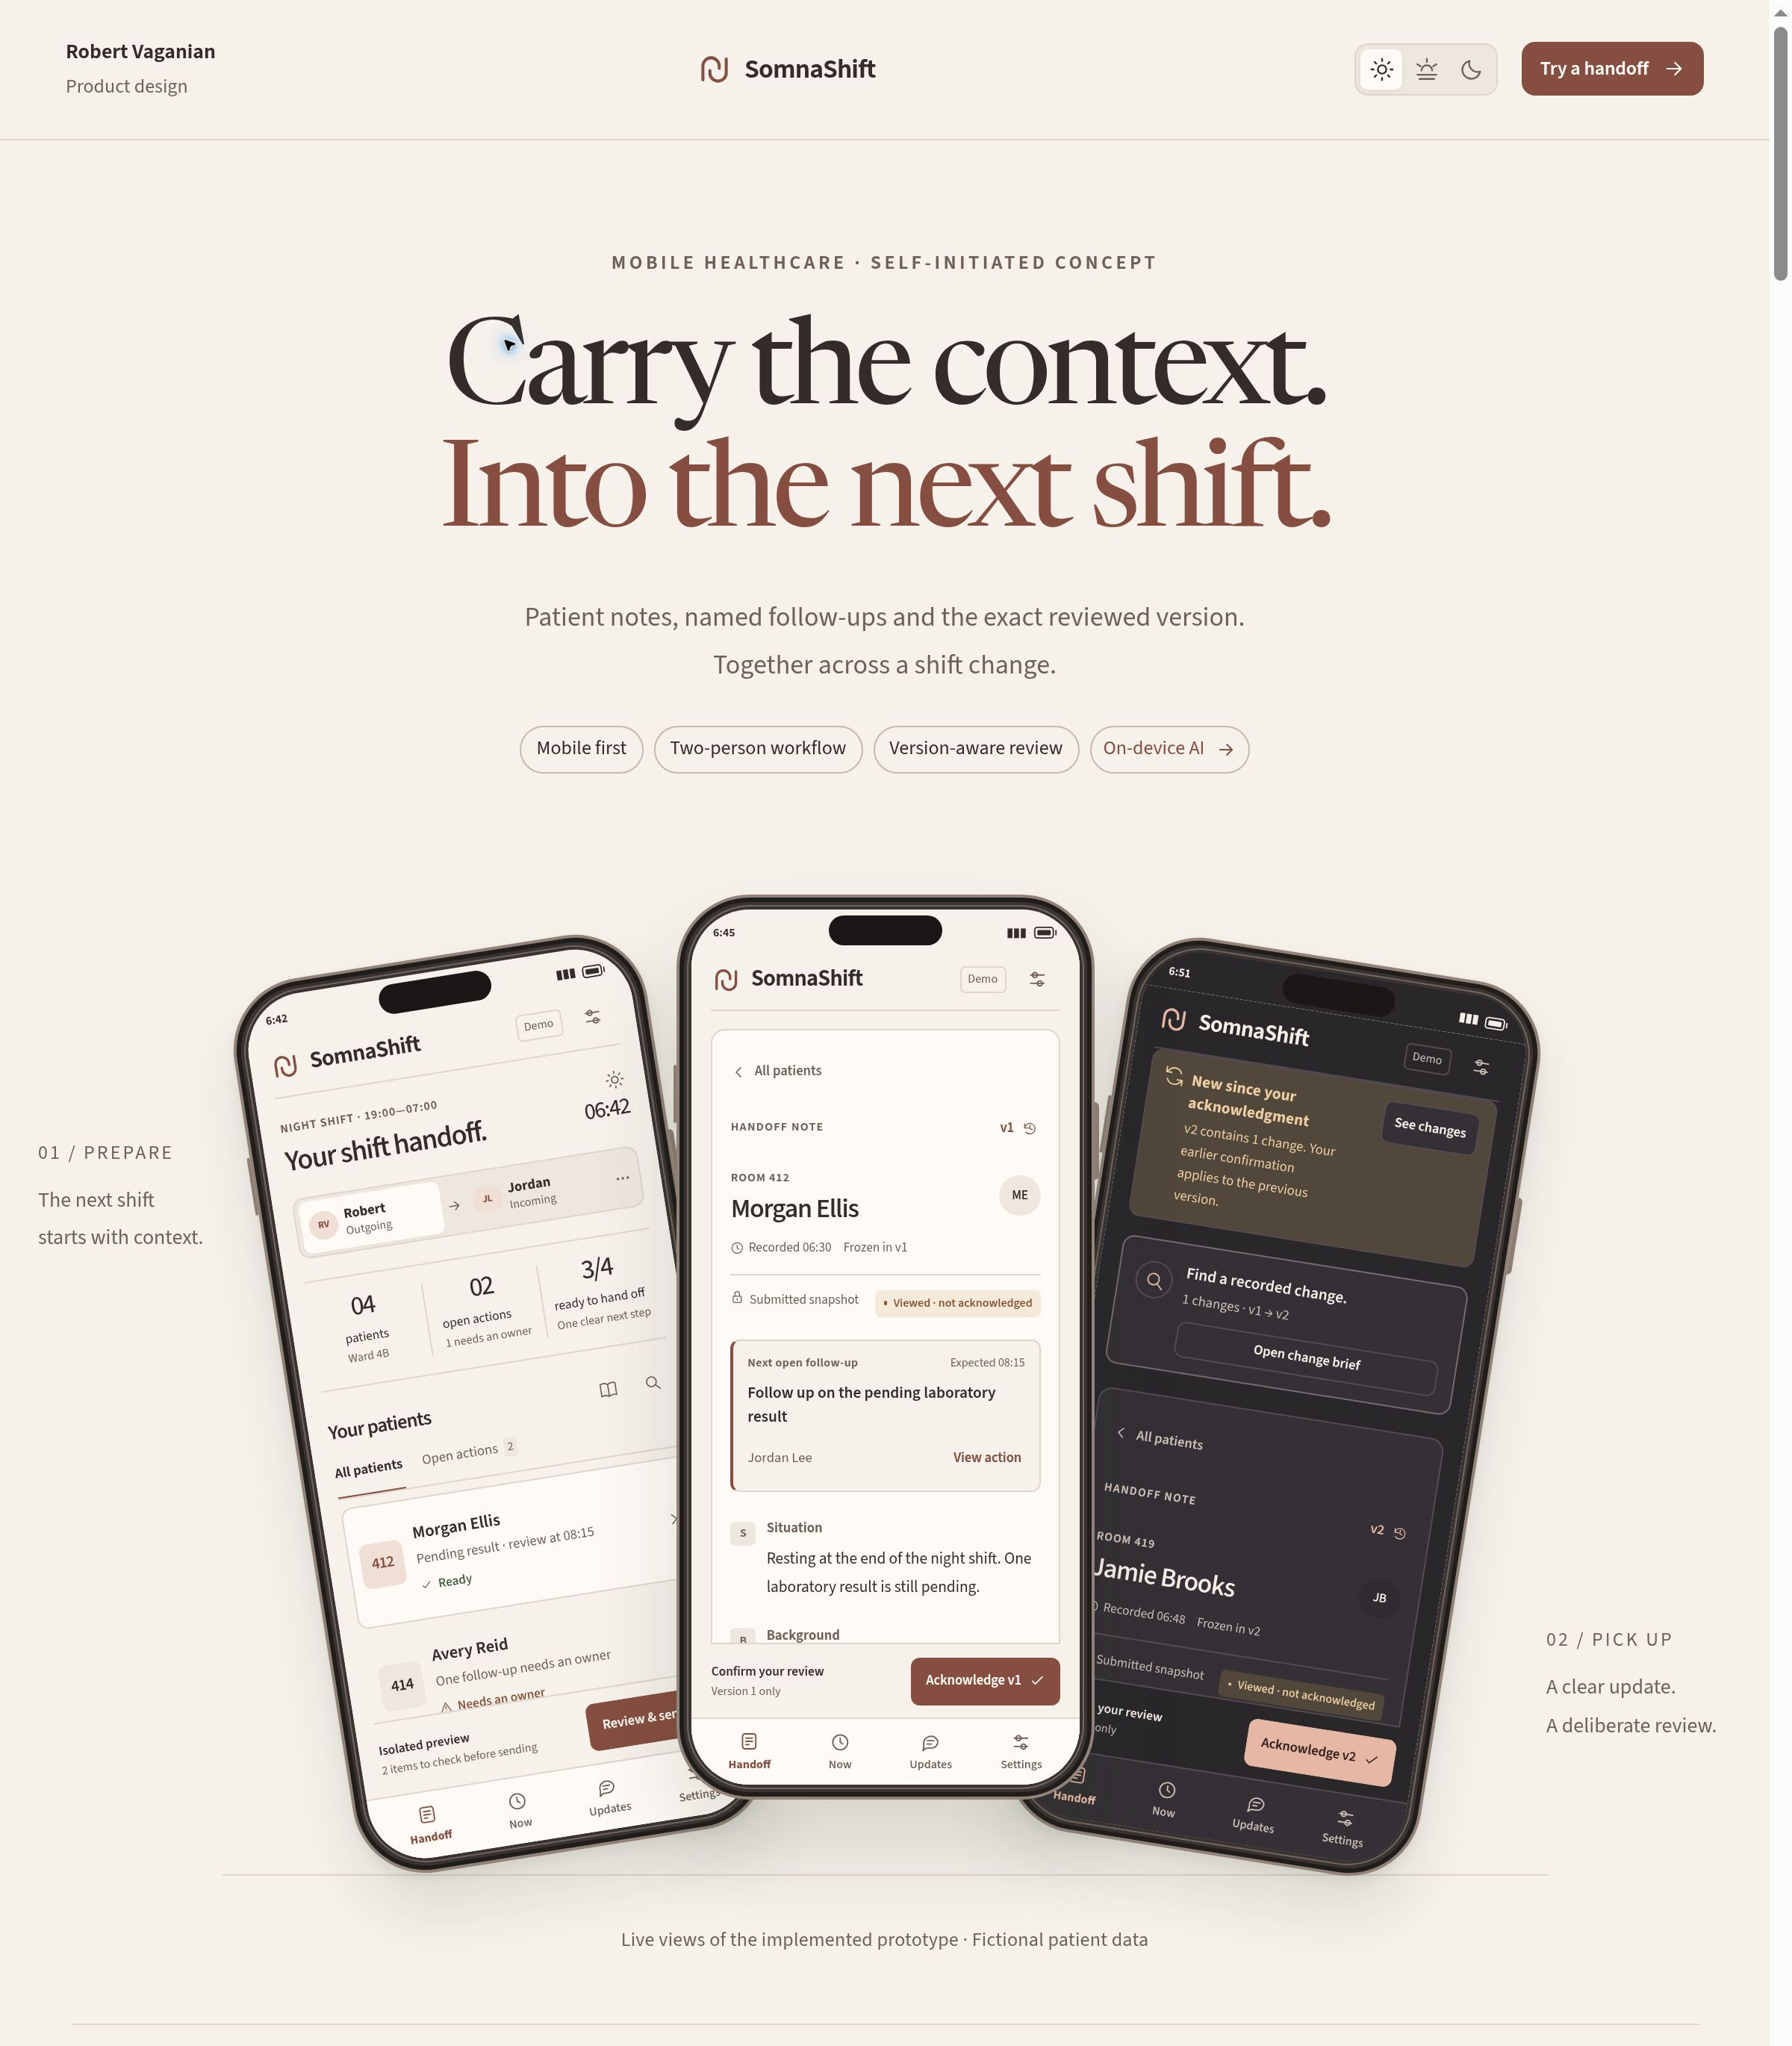 Robert Vaganian
Product design
SomnaShift
Try a handoff
MOBILE HEALTHCARE · SELF-INITIATED CONCEPT
Carry the context.
Into the next shift.
Patient notes, named follow-ups and the exact reviewed version.
Together across a shift change.
Mobile first
Two-person workflow
Version-aware review
On-device AI →
01 / PREPARE
The next shift
starts with context.
6:42
SomnaShift
Demo
NIGHT SHIFT · 19:00—07:00
Your shift handoff.
06:42
RV
Robert
Outgoing
→
JL
Jordan
Incoming
04
patients
Ward 4B
02
open actions
1 needs an owner
3/4
ready to hand off
One clear next step
Your patients
All patients
Open actions 2
412
Morgan Ellis
Pending result · review at 08:15
Ready
414
Avery Reid
One follow-up needs an owner
Needs an owner
Isolated preview
2 items to check before sending
Review &
Handoff
Now
Updates
Settings
6:45
SomnaShift
Demo
All patients
HANDOFF NOTE
v1
ROOM 412
Morgan Ellis
ME
Recorded 06:30 Frozen in v1
Submitted snapshot
• Viewed · not acknowledged
Next open follow-up
Expected 08:15
Follow up on the pending laboratory
result
Jordan Lee
View action
S
Situation
Resting at the end of the night shift. One
laboratory result is still pending.
B
Background
Confirm your review
Version 1 only
Acknowledge v1
Handoff
Now
Updates
Settings
6:51
SomnaShift
Demo
New since your
acknowledgment
v2 contains 1 change. Your
earlier confirmation
applies to the previous
version.
See changes
Find a recorded change.
1 changes · v1 → v2
Open change brief
All patients
HANDOFF NOTE
v2
ROOM 419
Jamie Brooks
JB
Recorded 06:48 Frozen in v2
Submitted snapshot
• Viewed · not acknowledged
your review
only
Acknowledge v2
Handoff
Now
Updates
Settings
02 / PICK UP
A clear update.
A deliberate review.
Live views of the implemented prototype · Fictional patient data